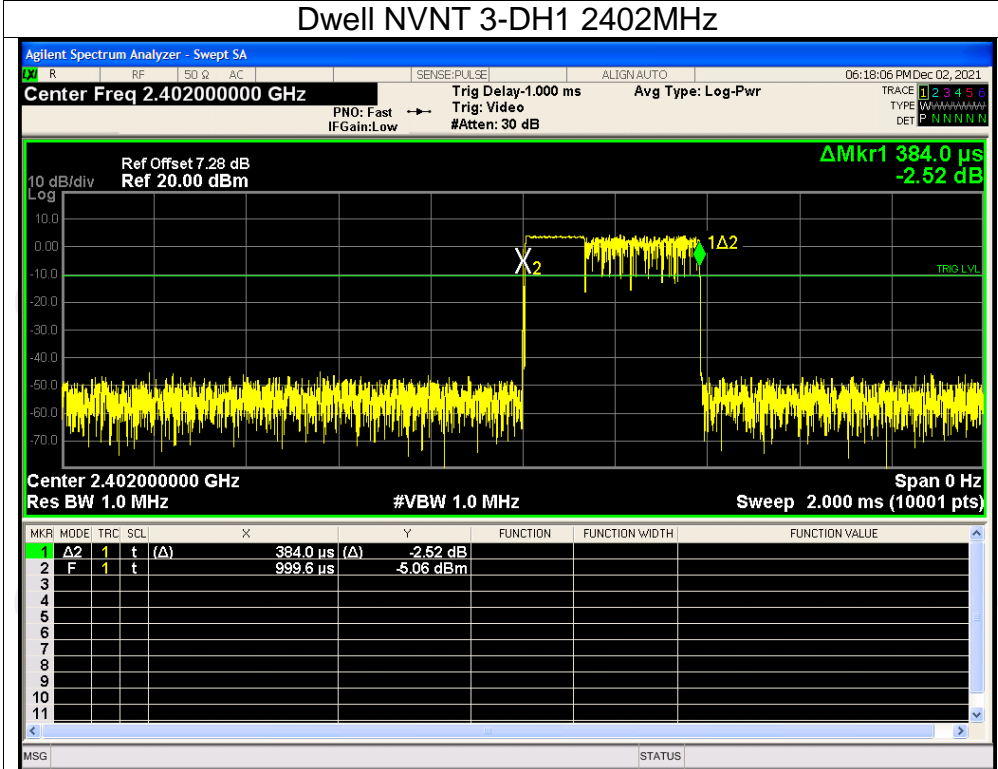 Dwell NVNT 3-DH1 2402MHz
Agilent Spectrum Analyzer - Swept SA
LXI R RF 50 Ω AC SENSE:PULSE ALIGN AUTO 06:18:06 PM Dec 02, 2021
Center Freq 2.402000000 GHz Trig Delay-1.000 ms Avg Type: Log-Pwr TRACE 1 2 3 4 5 6
PNO: Fast Trig: Video TYPE W
IFGain:Low #Atten: 30 dB DET P N N N N N
ΔMkr1 384.0 µs
-2.52 dB
Ref Offset 7.28 dB
10 dB/div Ref 20.00 dBm
Log
10.0
0.00
1Δ2
2
-10.0
TRIG LVL
-20.0
-30.0
-40.0
-50.0
-60.0
-70.0
Center 2.402000000 GHz Span 0 Hz
Res BW 1.0 MHz #VBW 1.0 MHz Sweep 2.000 ms (10001 pts)
MKR MODE TRC SCL X Y FUNCTION FUNCTION WIDTH FUNCTION VALUE
1 Δ2 1 t (Δ) 384.0 µs (Δ) -2.52 dB
2 F 1 t 999.6 µs -5.06 dBm
3
4
5
6
7
8
9
10
11
MSG STATUS